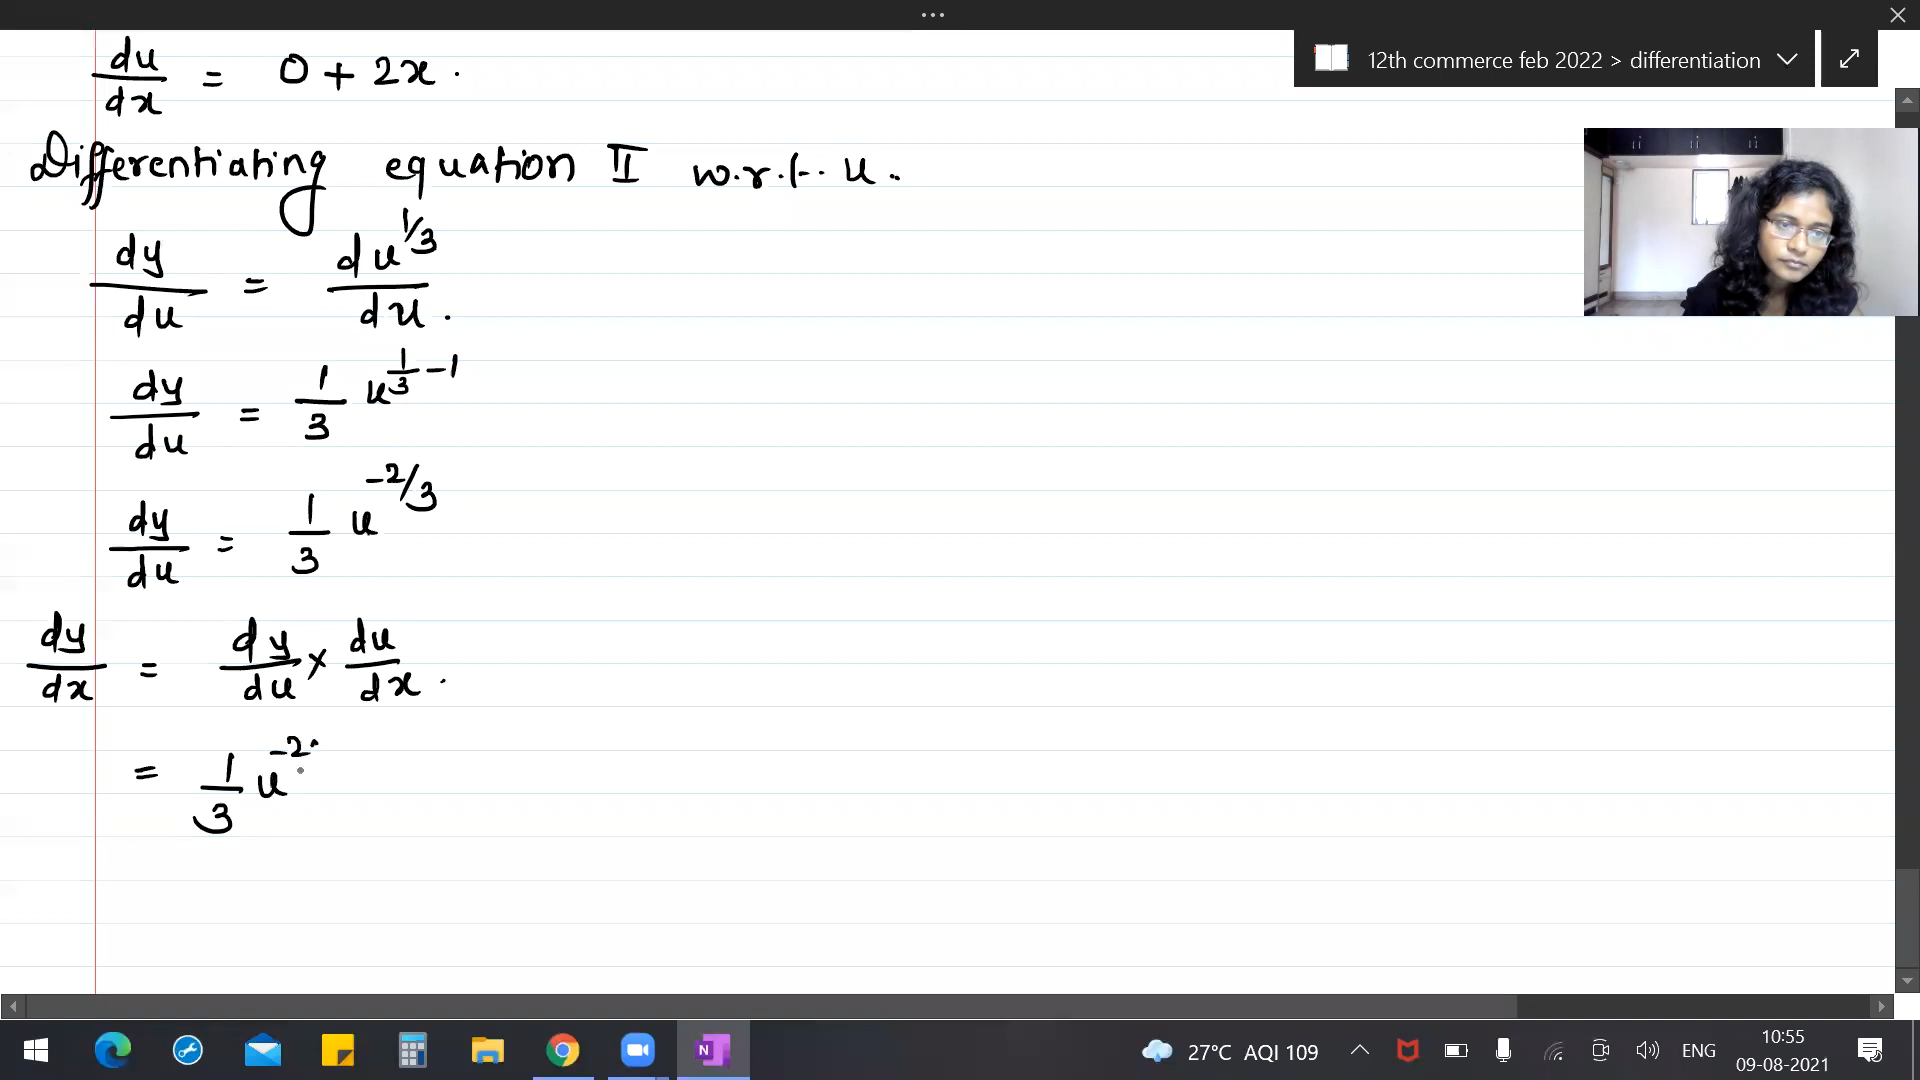 12th commerce feb 2022 > differentiation
du/dx = 0 + 2x .
Differentiating equation II w.r.t. u.
dy/du = du^1/3 / du .
dy/du = 1/3 u^(1/3 - 1)
dy/du = 1/3 u^-2/3
dy/dx = dy/du × du/dx .
= 1/3 u^-2
27°C AQI 109
ENG
10:55
09-08-2021